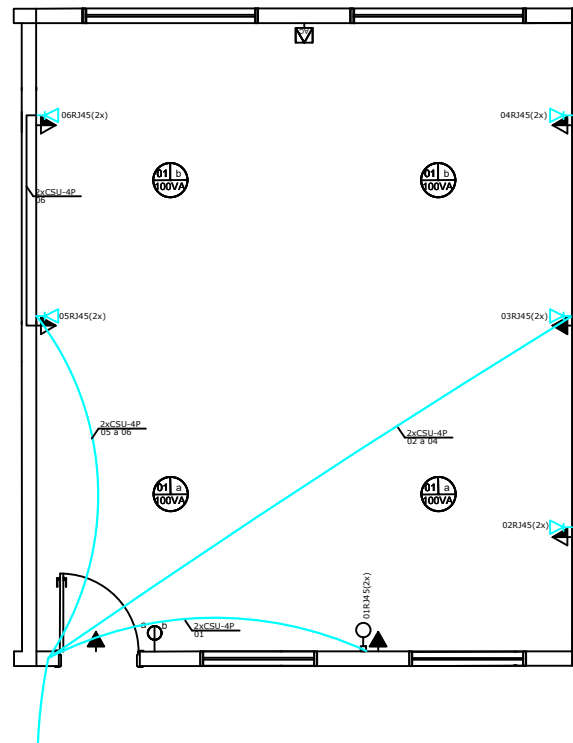 AC
06RJ45(2x)
04RJ45(2x)
01 b
100VA
01 b
100VA
2xCSU-4P
06
05RJ45(2x)
03RJ45(2x)
2xCSU-4P
05 a 06
2xCSU-4P
02 a 04
01 a
100VA
01 a
100VA
02RJ45(2x)
01RJ45(2x)
a b
2xCSU-4P
01